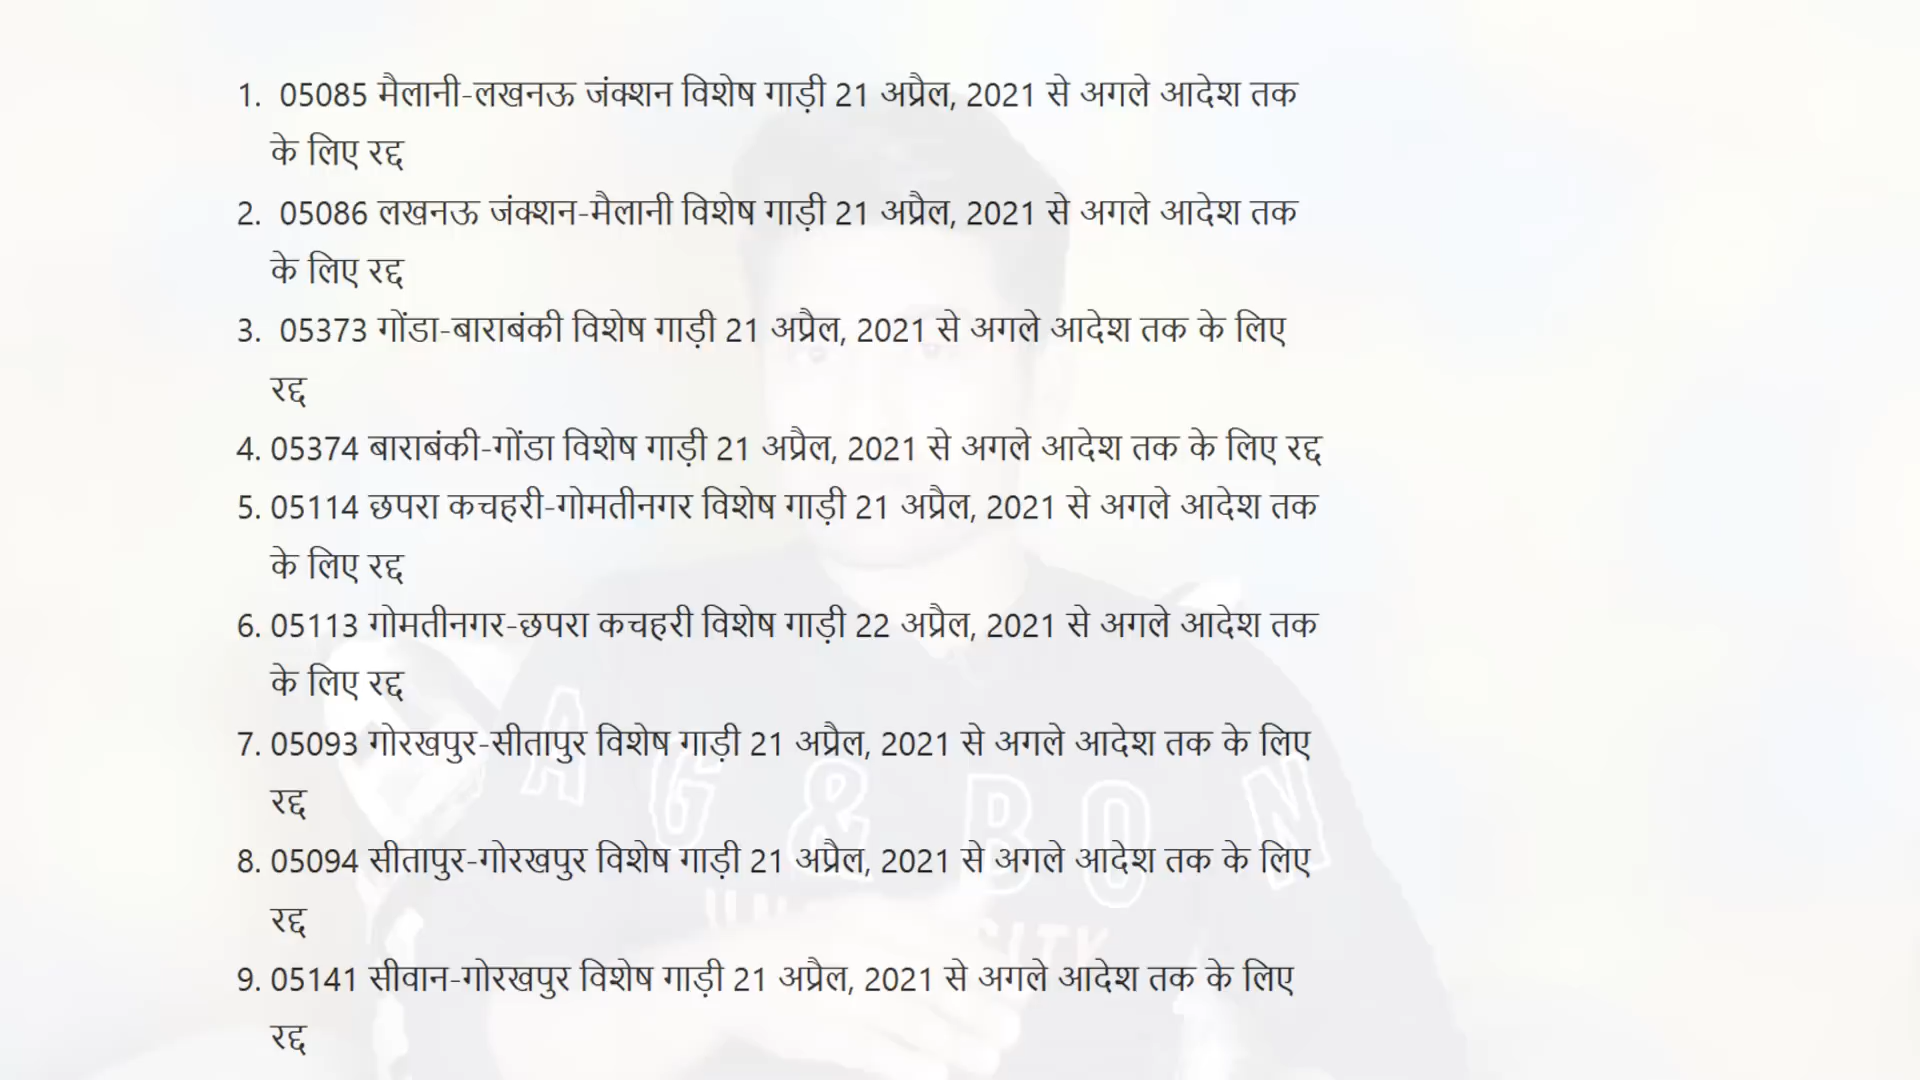 1. 05085 मैलानी-लखनऊ जंक्शन विशेष गाड़ी 21 अप्रैल, 2021 से अगले आदेश तक
के लिए रद्द
2. 05086 लखनऊ जंक्शन-मैलानी विशेष गाड़ी 21 अप्रैल, 2021 से अगले आदेश तक
के लिए रद्द
3. 05373 गोंडा-बाराबंकी विशेष गाड़ी 21 अप्रैल, 2021 से अगले आदेश तक के लिए
रद्द
4. 05374 बाराबंकी-गोंडा विशेष गाड़ी 21 अप्रैल, 2021 से अगले आदेश तक के लिए रद्द
5. 05114 छपरा कचहरी-गोमतीनगर विशेष गाड़ी 21 अप्रैल, 2021 से अगले आदेश तक
के लिए रद्द
6. 05113 गोमतीनगर-छपरा कचहरी विशेष गाड़ी 22 अप्रैल, 2021 से अगले आदेश तक
के लिए रद्द
7. 05093 गोरखपुर-सीतापुर विशेष गाड़ी 21 अप्रैल, 2021 से अगले आदेश तक के लिए
रद्द
A G & B O N
8. 05094 सीतापुर-गोरखपुर विशेष गाड़ी 21 अप्रैल, 2021 से अगले आदेश तक के लिए
रद्द
9. 05141 सीवान-गोरखपुर विशेष गाड़ी 21 अप्रैल, 2021 से अगले आदेश तक के लिए
रद्द